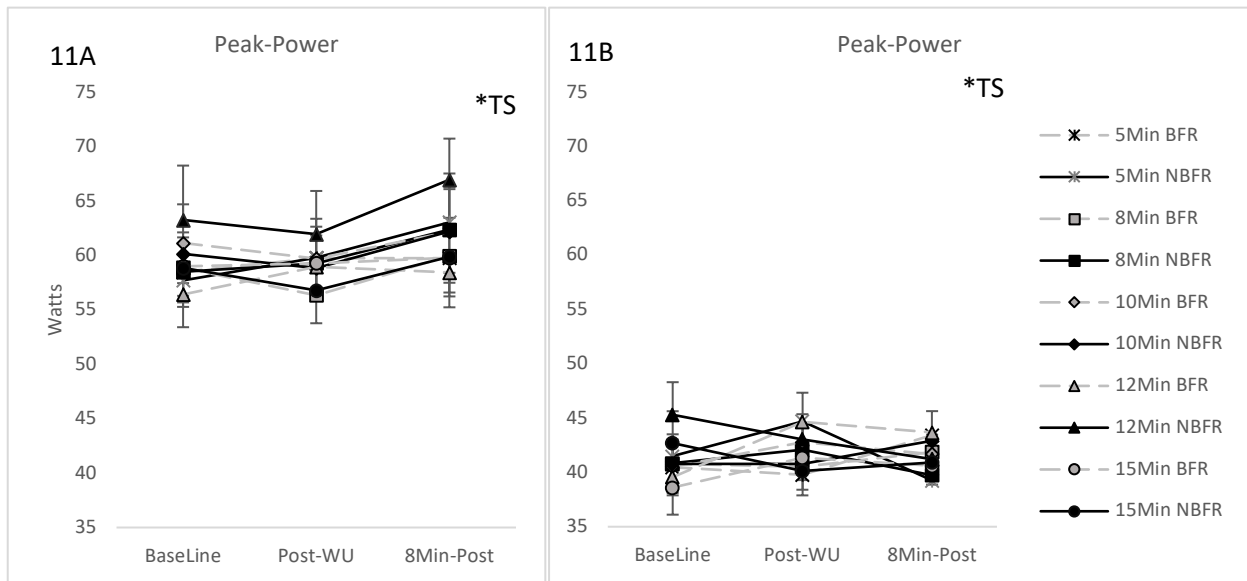 11A
Peak-Power
*TS
75
70
65
60
55
50
45
40
35
Watts
BaseLine
Post-WU
8Min-Post
11B
Peak-Power
*TS
75
70
65
60
55
50
45
40
35
BaseLine
Post-WU
8Min-Post
5Min BFR
5Min NBFR
8Min BFR
8Min NBFR
10Min BFR
10Min NBFR
12Min BFR
12Min NBFR
15Min BFR
15Min NBFR